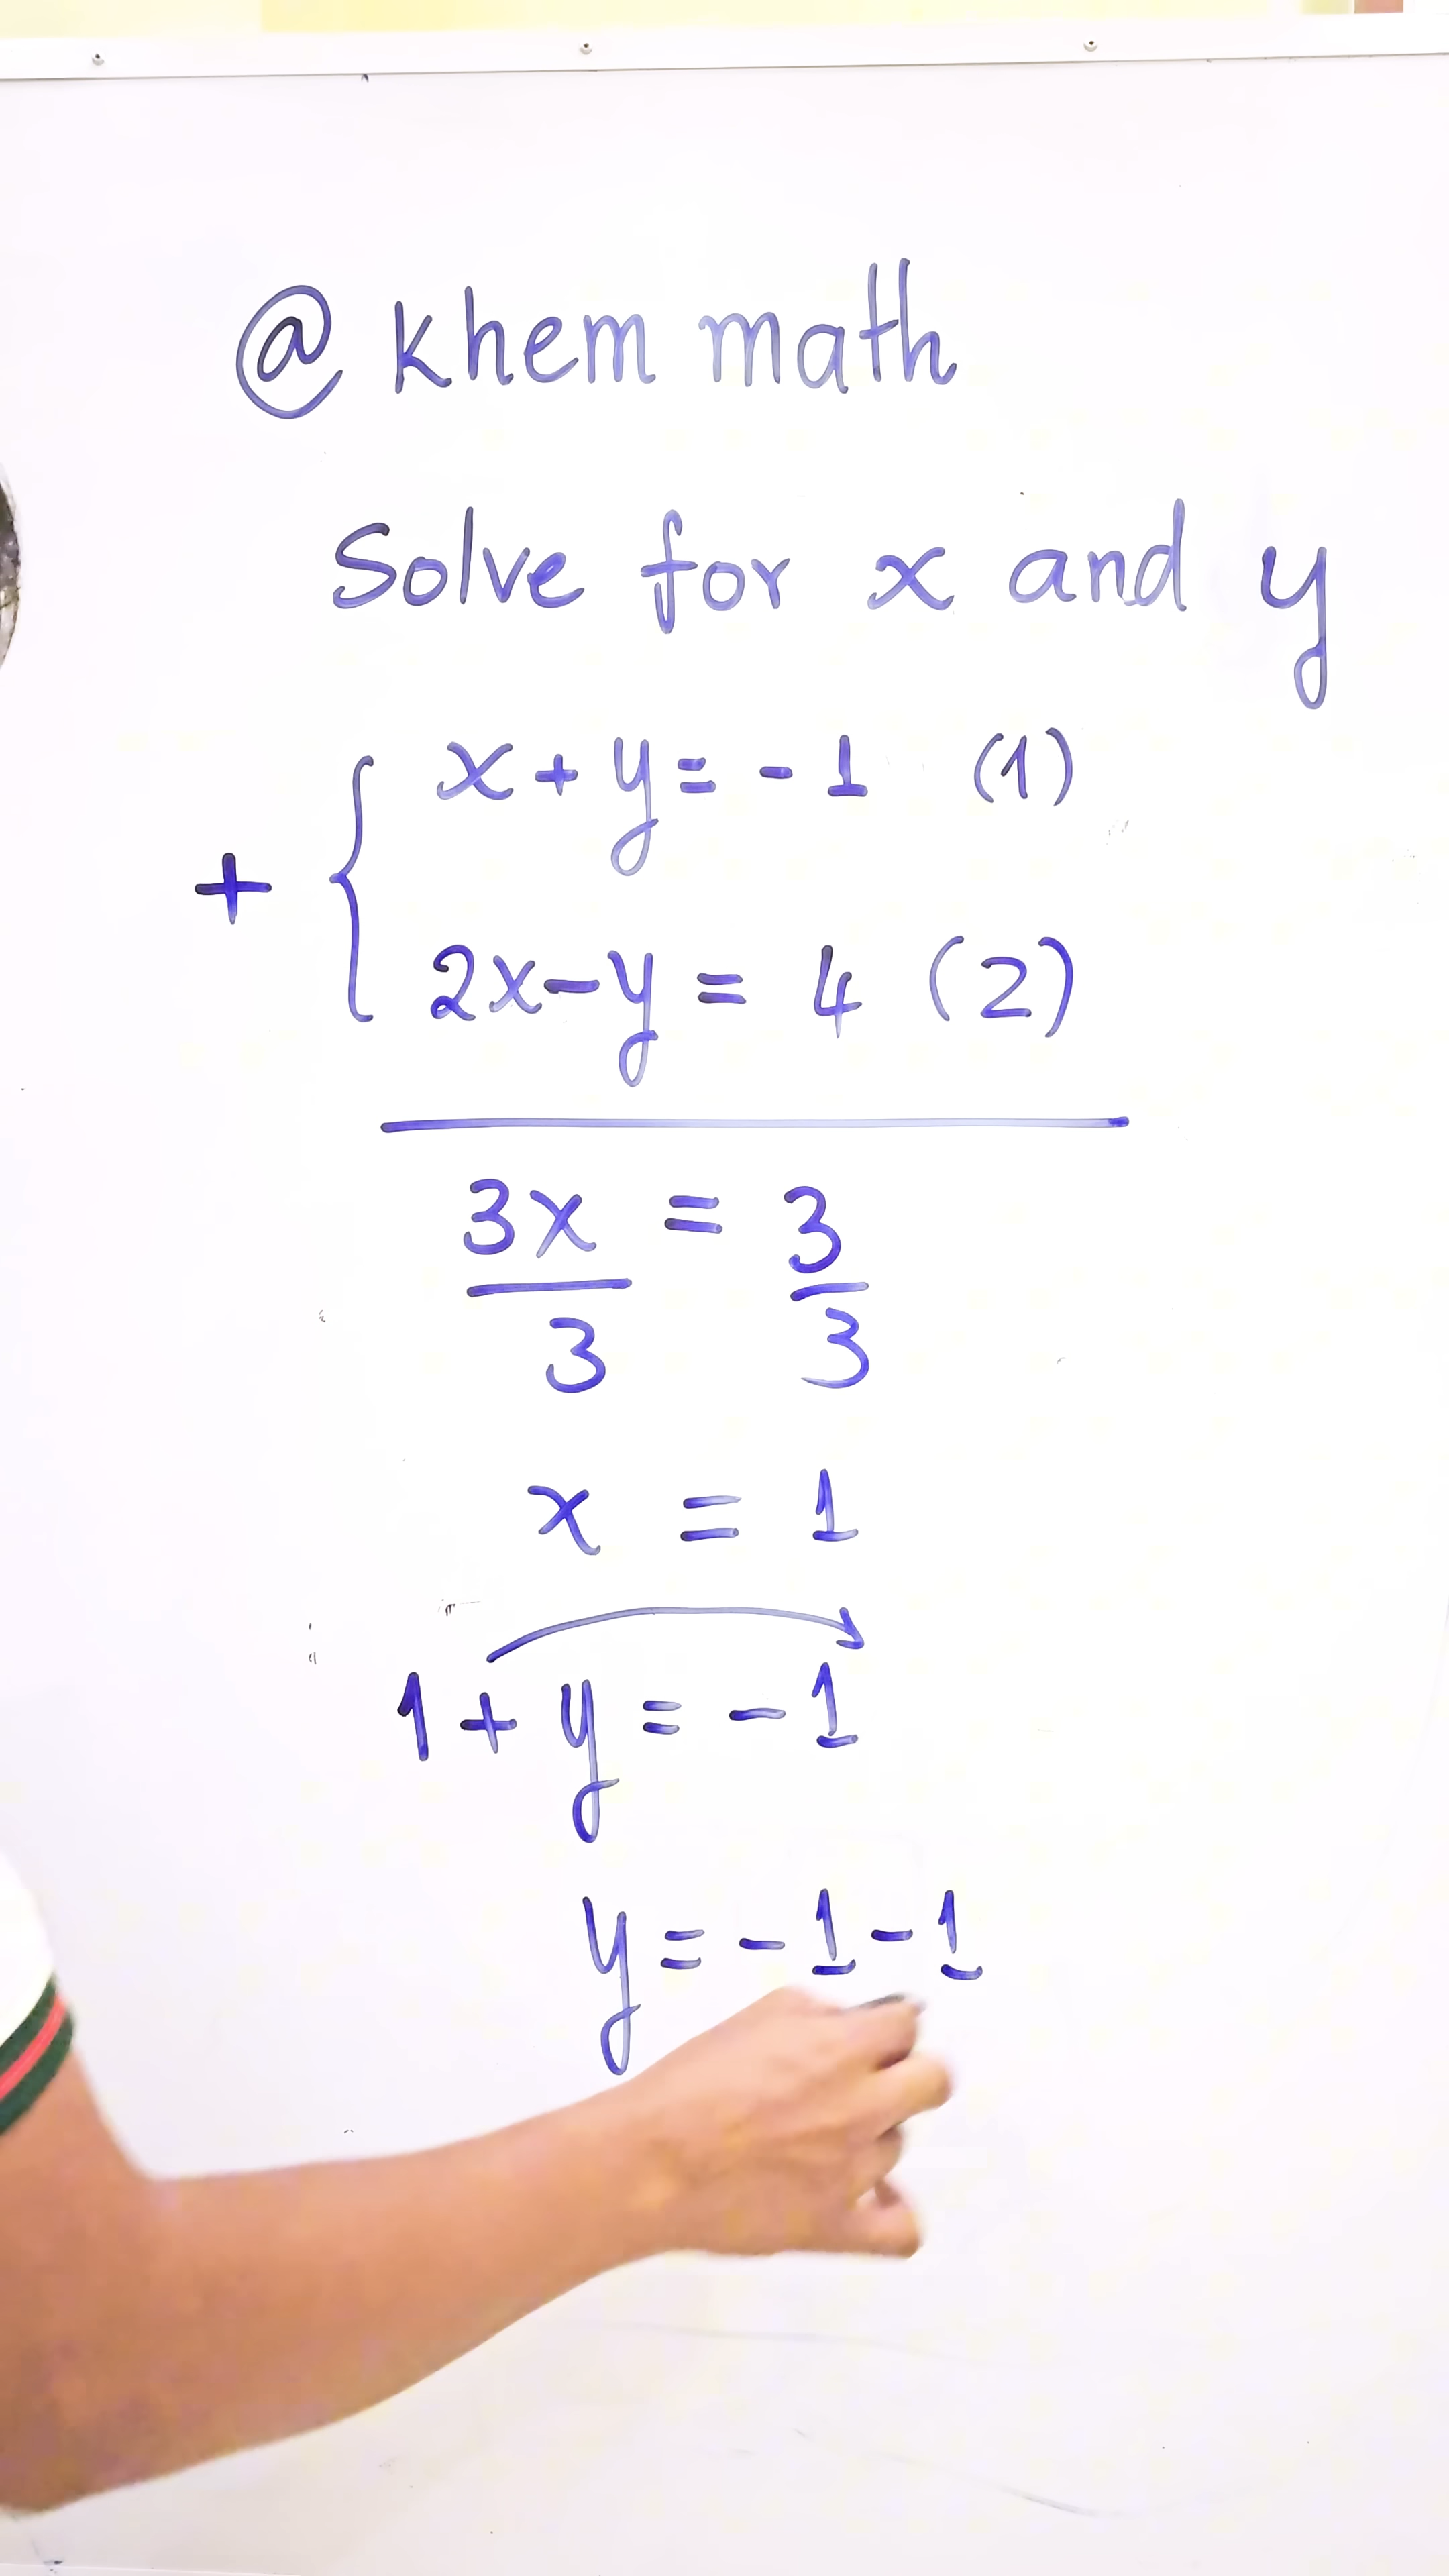 @ khem math
Solve for x and y
x + y = - 1 (1)
+
2x - y = 4 (2)
3x = 3
3 3
x = 1
1 + y = - 1
y = - 1 - 1